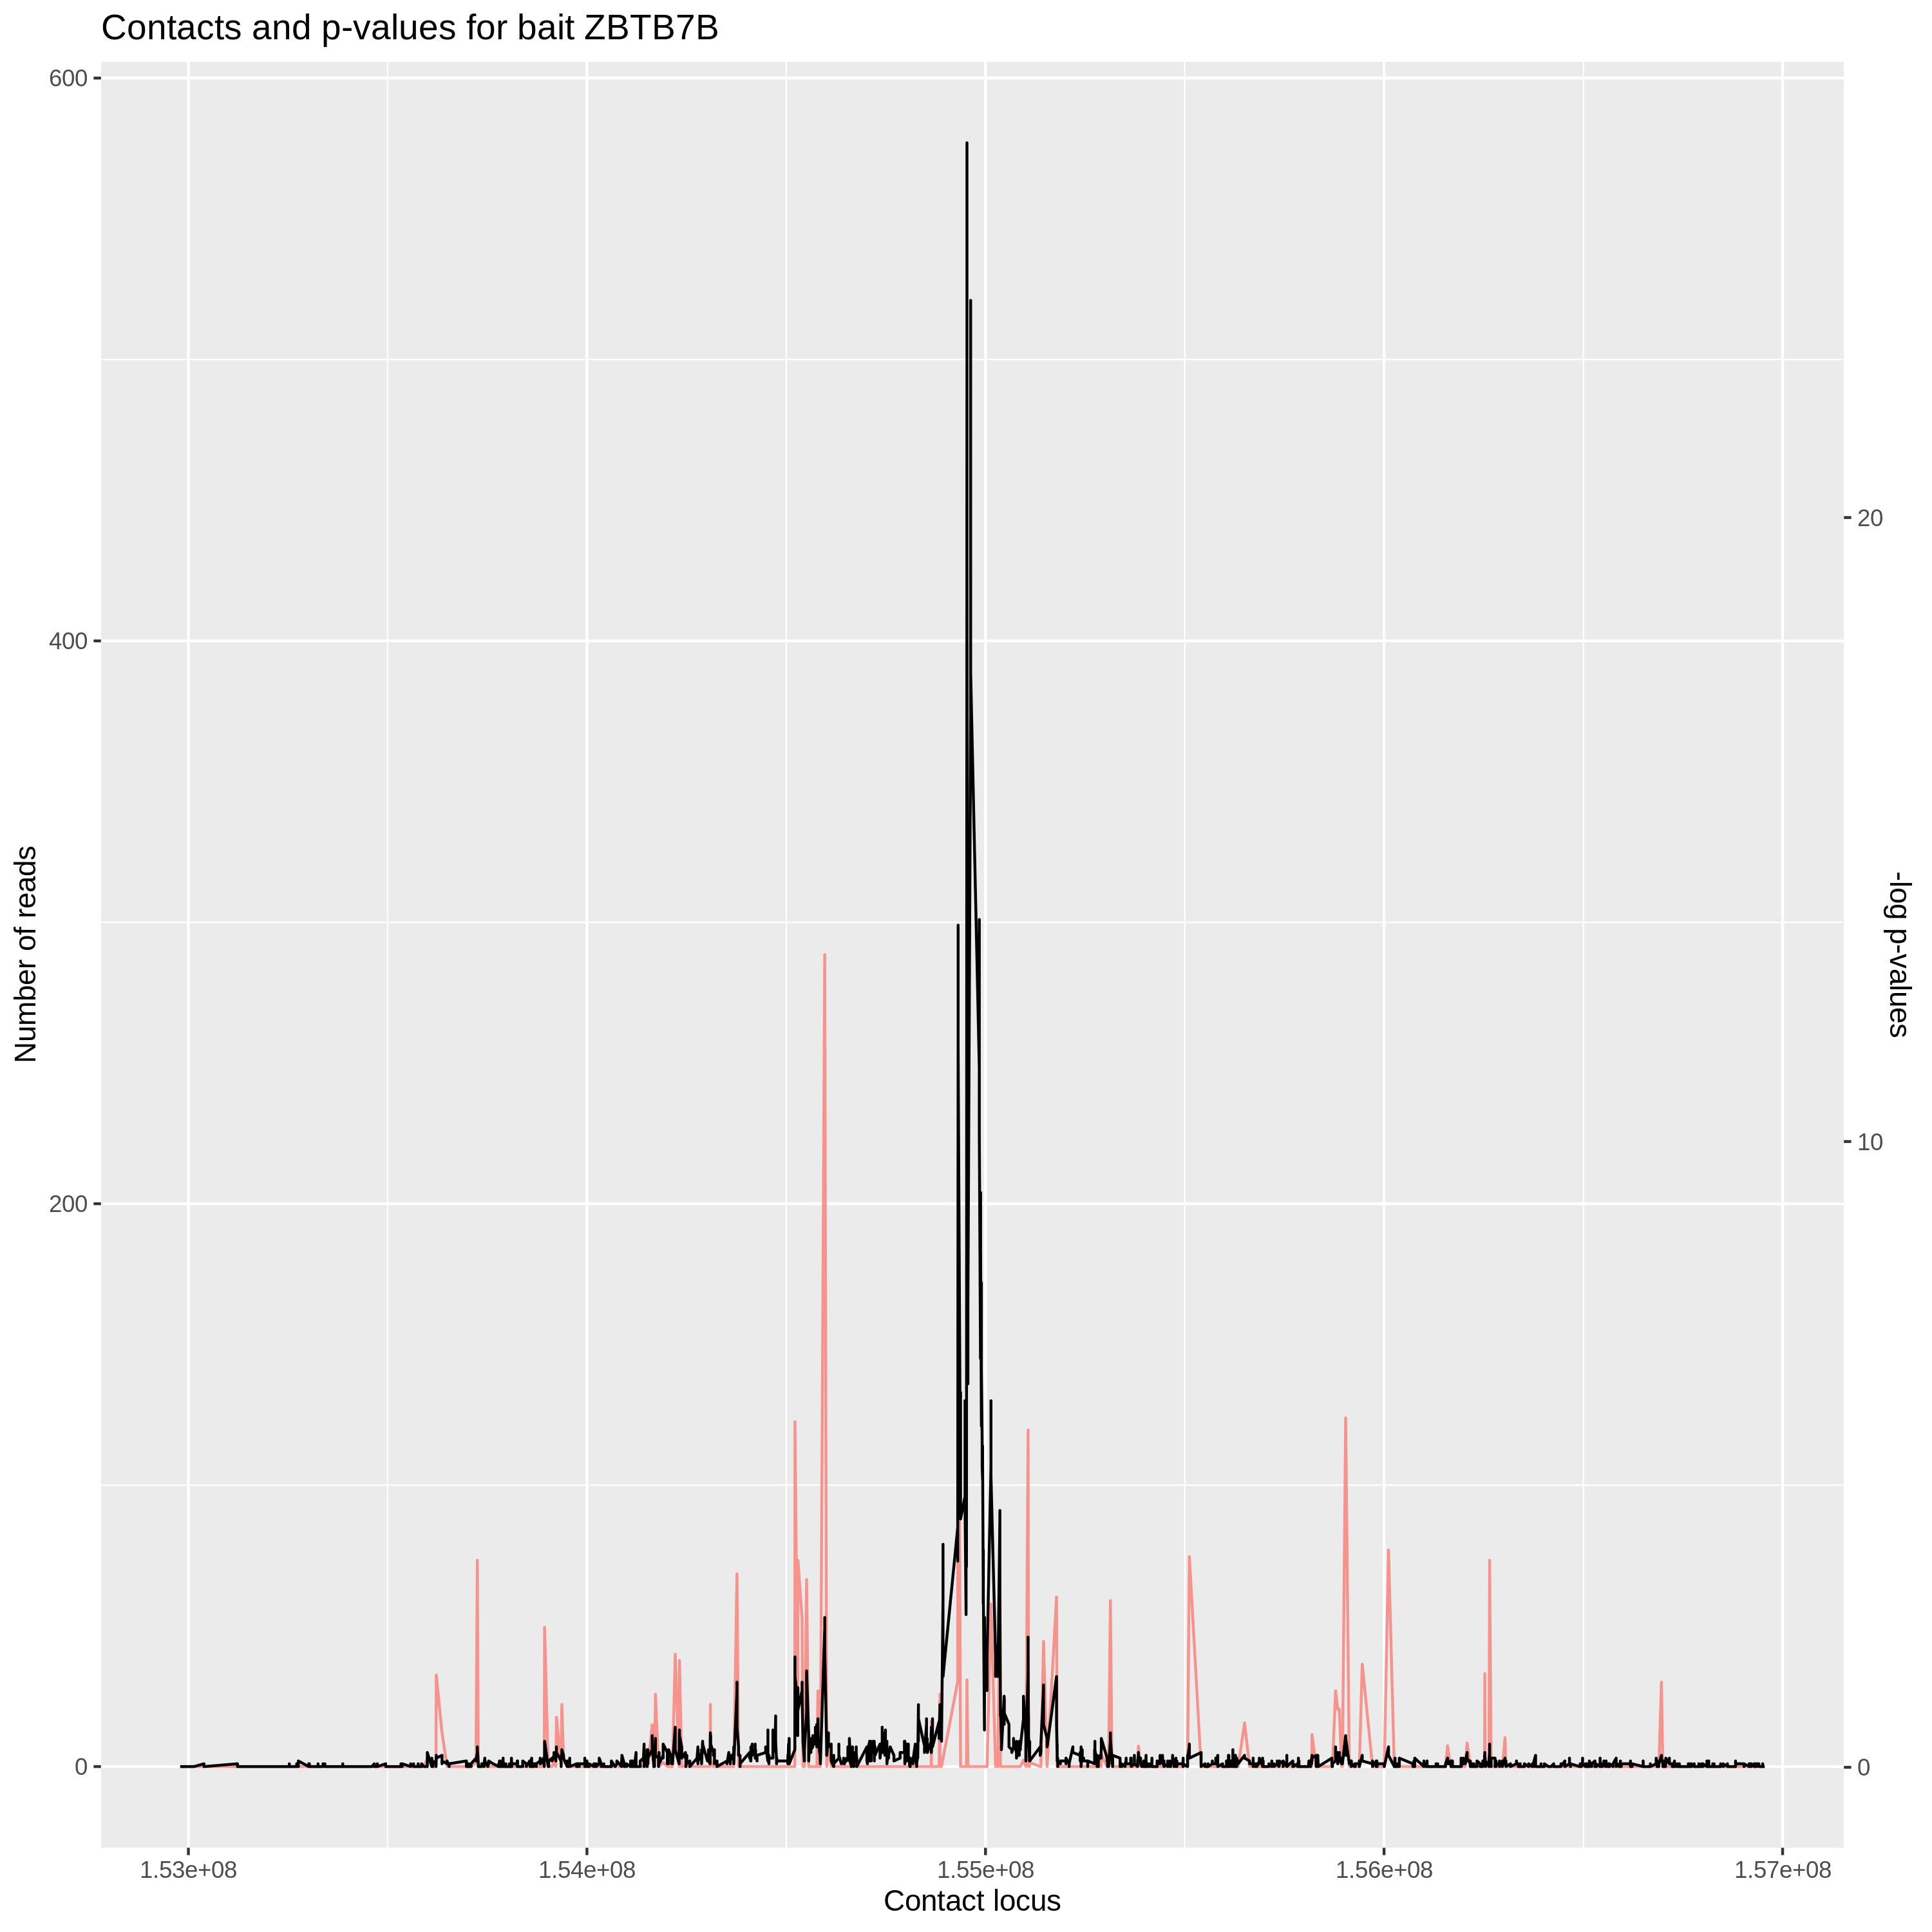 Contacts and p-values for bait ZBTB7B
600
400
200
0
Number of reads
20
10
0
-log p-values
1.53e+08
1.54e+08
1.55e+08
1.56e+08
1.57e+08
Contact locus